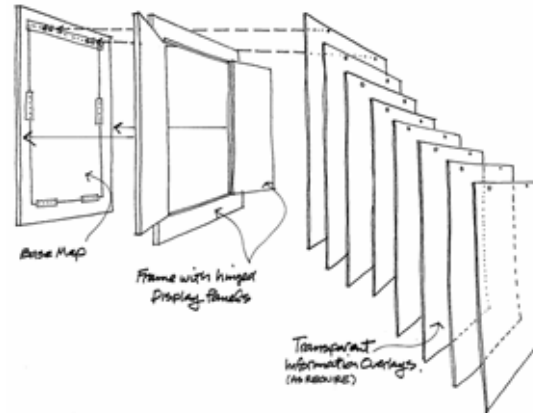 Base Map
Frame with hinged
Display Panels
Transparent
Information Overlays
(AS REQUIRE)